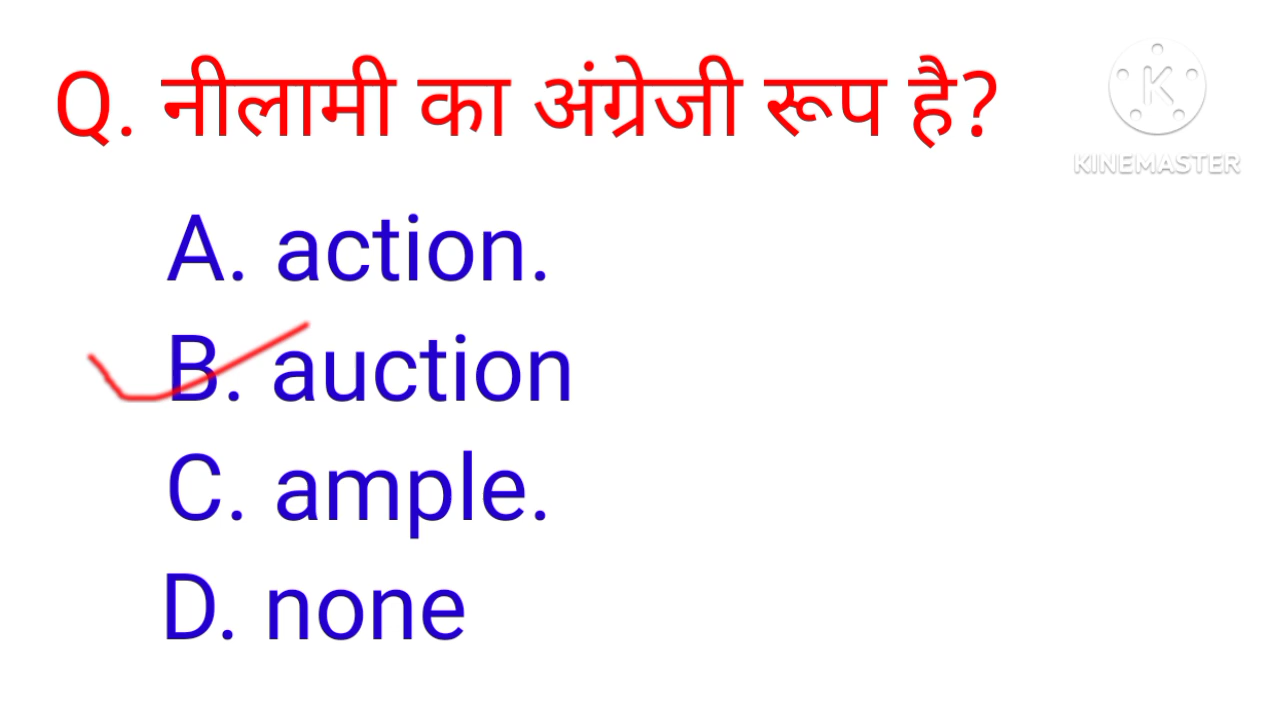 Q. नीलामी का अंग्रेजी रूप है?
KINEMASTER
A. action.
B. auction
C. ample.
D. none